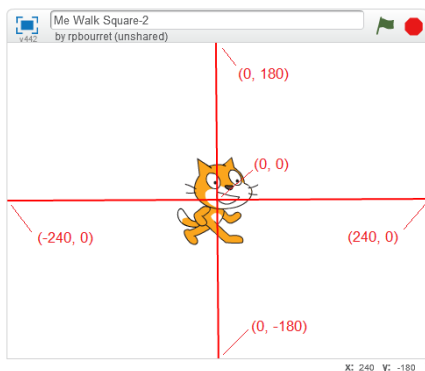 Me Walk Square-2
by rpbourret (unshared)
v442
(0, 180)
(0, 0)
(-240, 0)
(240, 0)
(0, -180)
X: 240 Y: -180